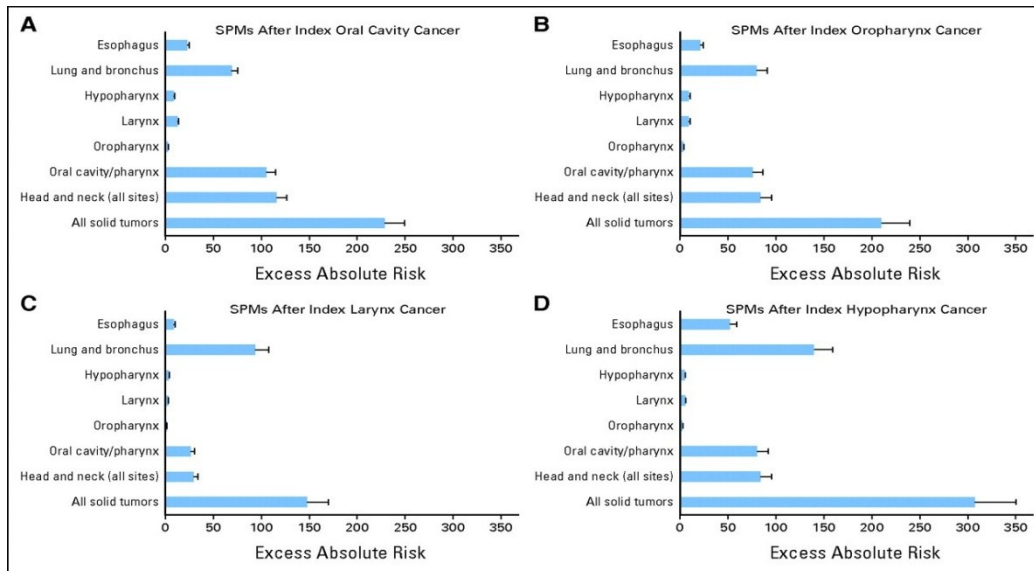 A
SPMs After Index Oral Cavity Cancer
Esophagus
Lung and bronchus
Hypopharynx
Larynx
Oropharynx
Oral cavity/pharynx
Head and neck (all sites)
All solid tumors
0 50 100 150 200 250 300 350
Excess Absolute Risk
B
SPMs After Index Oropharynx Cancer
Esophagus
Lung and bronchus
Hypopharynx
Larynx
Oropharynx
Oral cavity/pharynx
Head and neck (all sites)
All solid tumors
0 50 100 150 200 250 300 350
Excess Absolute Risk
C
SPMs After Index Larynx Cancer
Esophagus
Lung and bronchus
Hypopharynx
Larynx
Oropharynx
Oral cavity/pharynx
Head and neck (all sites)
All solid tumors
0 50 100 150 200 250 300 350
Excess Absolute Risk
D
SPMs After Index Hypopharynx Cancer
Esophagus
Lung and bronchus
Hypopharynx
Larynx
Oropharynx
Oral cavity/pharynx
Head and neck (all sites)
All solid tumors
0 50 100 150 200 250 300 350
Excess Absolute Risk